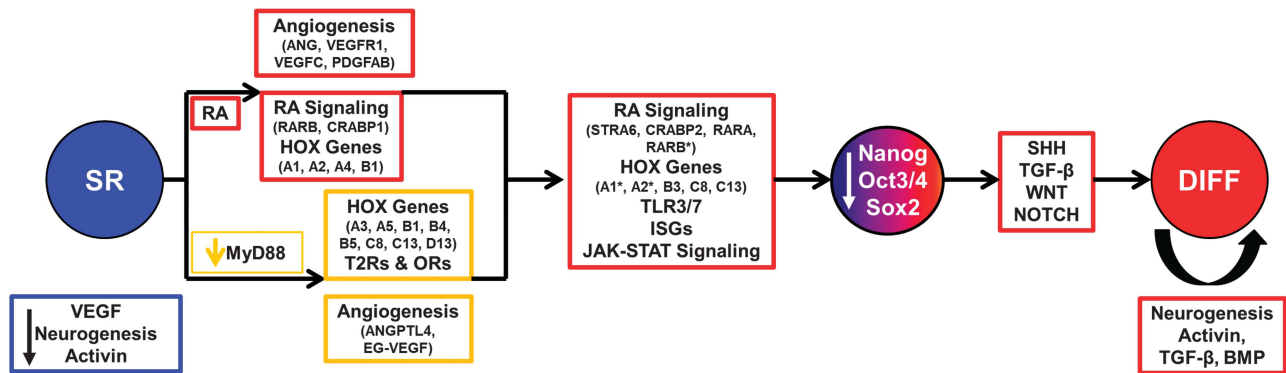 Angiogenesis
(ANG, VEGFR1,
VEGFC, PDGFAB)
RA
RA Signaling
(RARB, CRABP1)
HOX Genes
(A1, A2, A4, B1)
SR
MyD88
HOX Genes
(A3, A5, B1, B4,
B5, C8, C13, D13)
T2Rs & ORs
VEGF
Neurogenesis
Activin
Angiogenesis
(ANGPTL4,
EG-VEGF)
RA Signaling
(STRA6, CRABP2, RARA,
RARB*)
HOX Genes
(A1*, A2*, B3, C8, C13)
TLR3/7
ISGs
JAK-STAT Signaling
Nanog
Oct3/4
Sox2
SHH
TGF-β
WNT
NOTCH
DIFF
Neurogenesis
Activin,
TGF-β, BMP